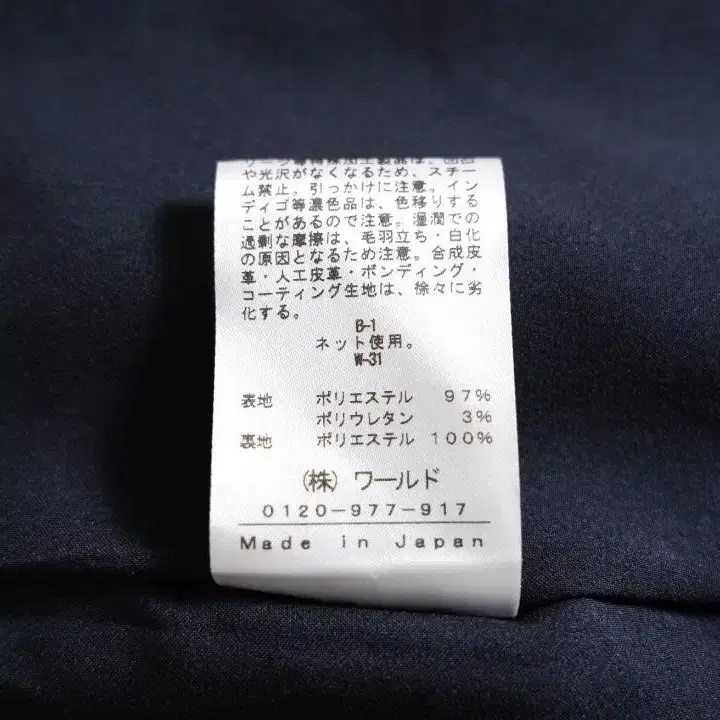 や光沢がなくなるため、スチー
ム禁止。引っかけに注意。イン
ディゴ等濃色品は、色移りする
ことがあるので注意。湿潤での
過剰な摩擦は、毛羽立ち・白化
の原因となるため注意。合成皮
革・人工皮革・ボンディング・
コーティング生地は、徐々に劣
化する。
B-1
ネット使用。
W-31
表地 ポリエステル 97%
ポリウレタン 3%
裏地 ポリエステル 100%
(株) ワールド
0120-977-917
Made in Japan